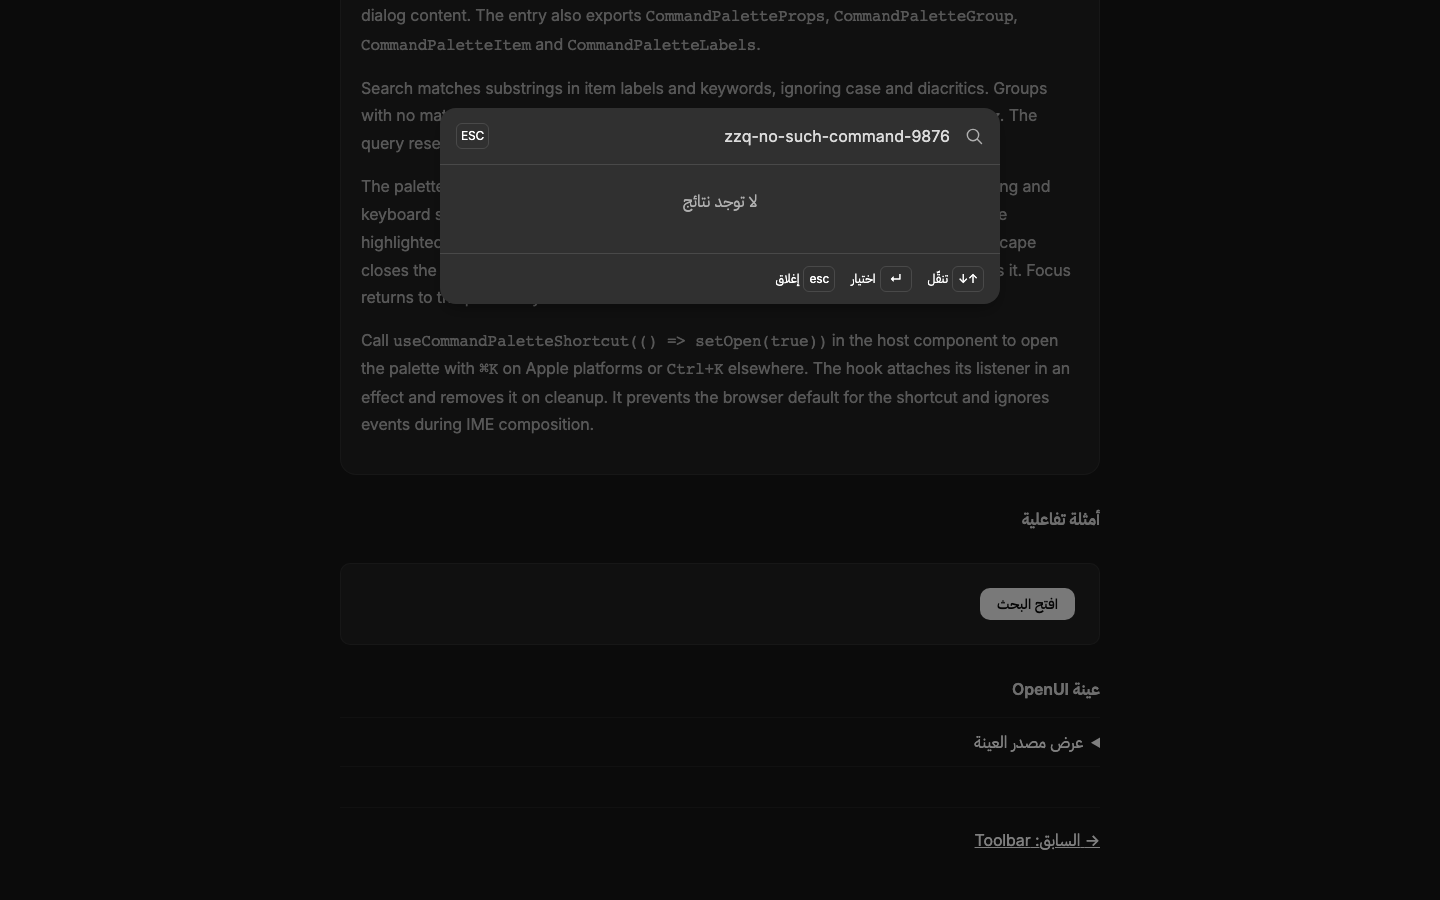 dialog content. The entry also exports CommandPaletteProps, CommandPaletteGroup,
CommandPaletteItem and CommandPaletteLabels.
Search matches substrings in item labels and keywords, ignoring case and diacritics. Groups
with no
The
query
The palette
ng and
keyboard
highlighted
cape
closes the
it. Focus
returns to
zzq-no-such-command-9876
ESC
لا توجد نتائج
↓↑ تنقّل ↵ اختيار esc إغلاق
Call useCommandPaletteShortcut(() => setOpen(true)) in the host component to open
the palette with ⌘K on Apple platforms or Ctrl+K elsewhere. The hook attaches its listener in an
effect and removes it on cleanup. It prevents the browser default for the shortcut and ignores
events during IME composition.
أمثلة تفاعلية
افتح البحث
عينة OpenUI
عرض مصدر العينة
→ السابق: Toolbar